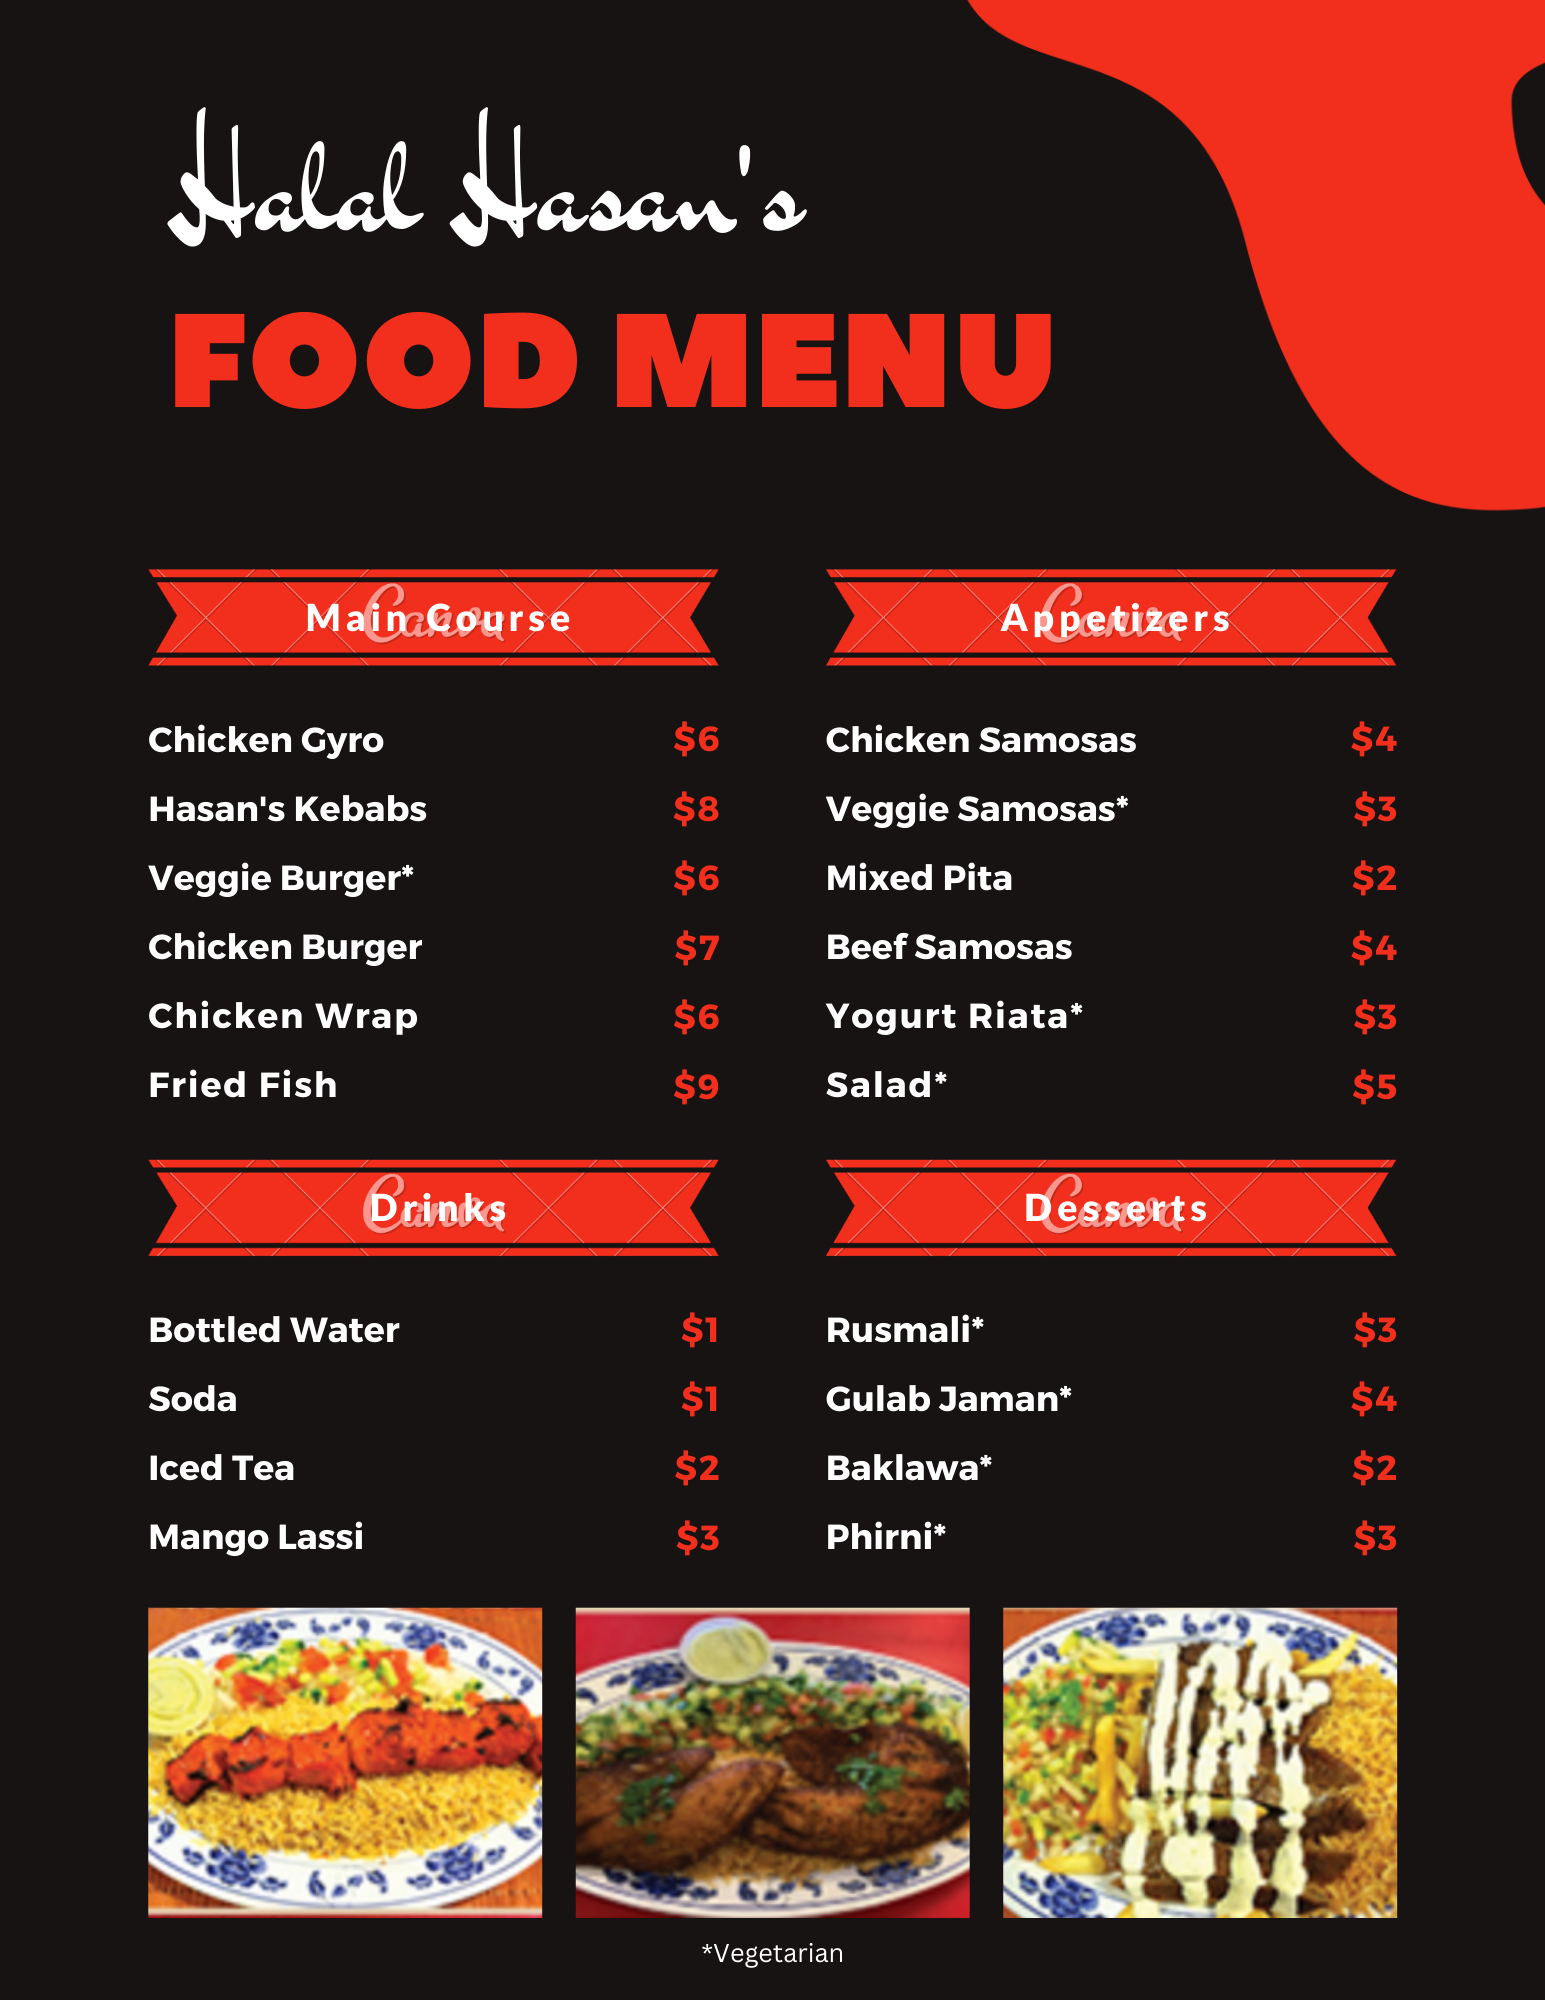 Halal Hasan's
FOOD MENU
Main Course
Chicken Gyro $6
Hasan's Kebabs $8
Veggie Burger* $6
Chicken Burger $7
Chicken Wrap $6
Fried Fish $9
Appetizers
Chicken Samosas $4
Veggie Samosas* $3
Mixed Pita $2
Beef Samosas $4
Yogurt Riata* $3
Salad* $5
Drinks
Bottled Water $1
Soda $1
Iced Tea $2
Mango Lassi $3
Desserts
Rusmali* $3
Gulab Jaman* $4
Baklawa* $2
Phirni* $3
*Vegetarian
Canva
Canva
Canva
Canva